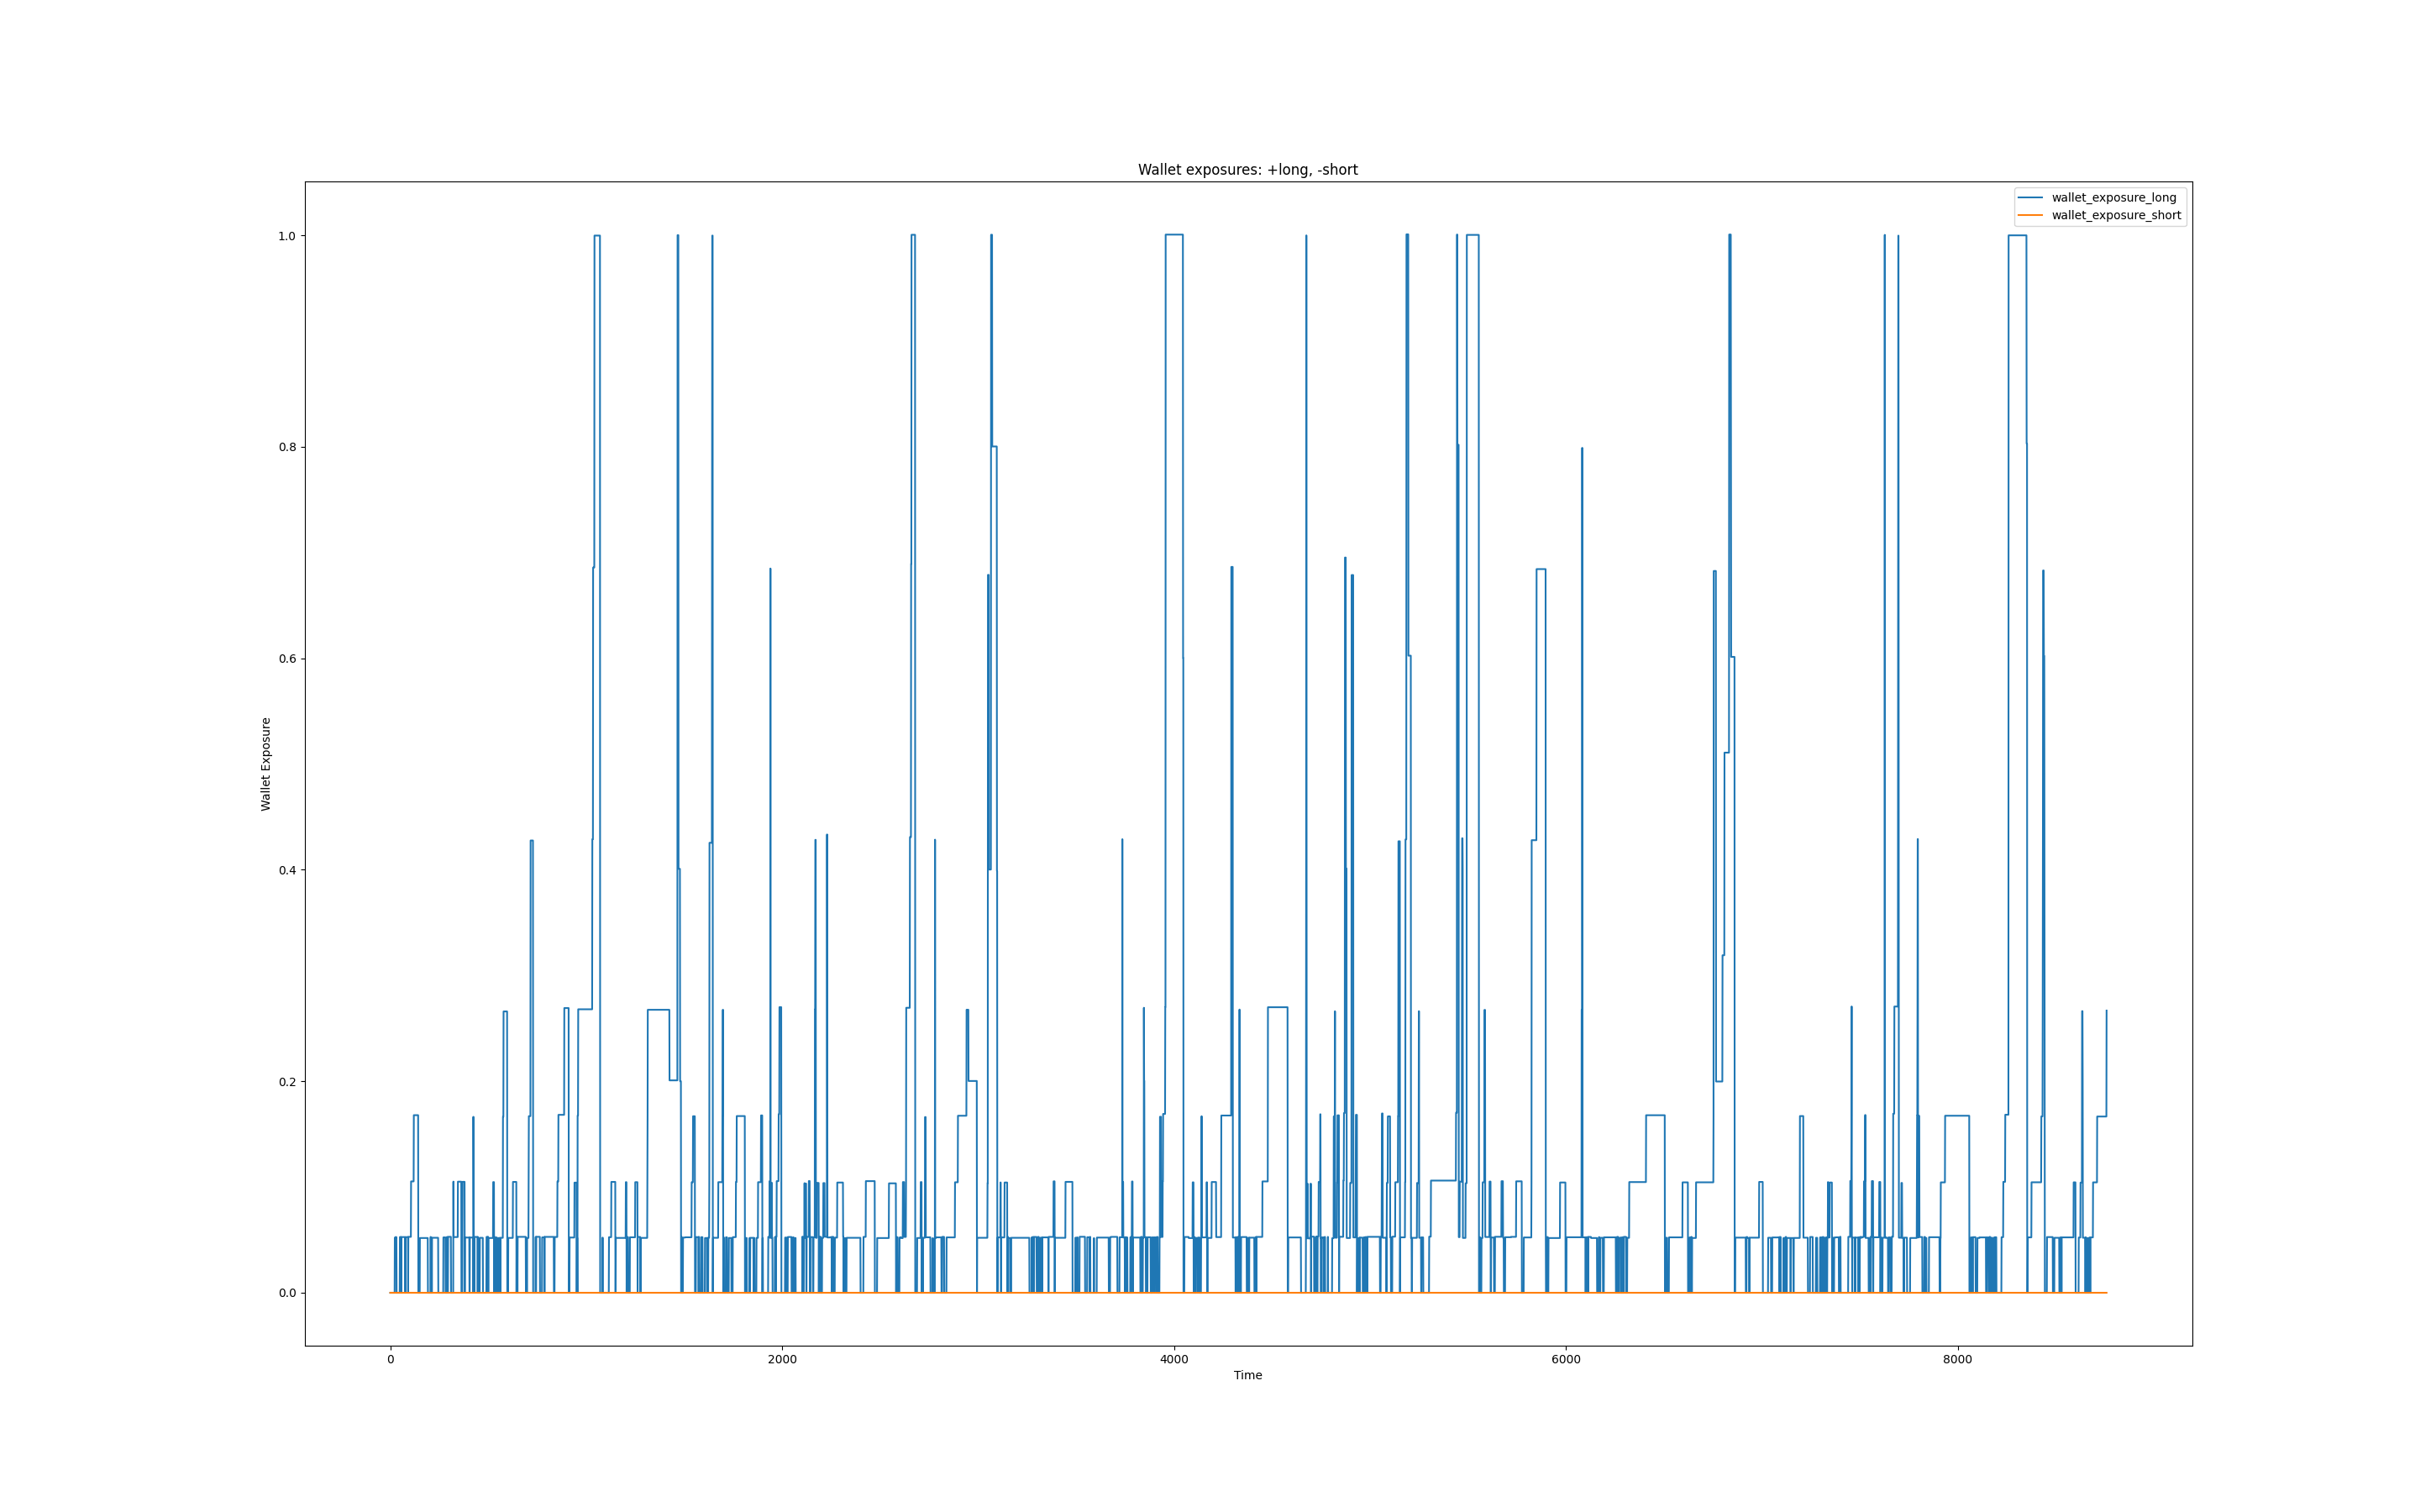 Wallet exposures: +long, -short
wallet_exposure_long
wallet_exposure_short
1.0
0.8
0.6
0.4
0.2
0.0
Wallet Exposure
0 2000 4000 6000 8000
Time